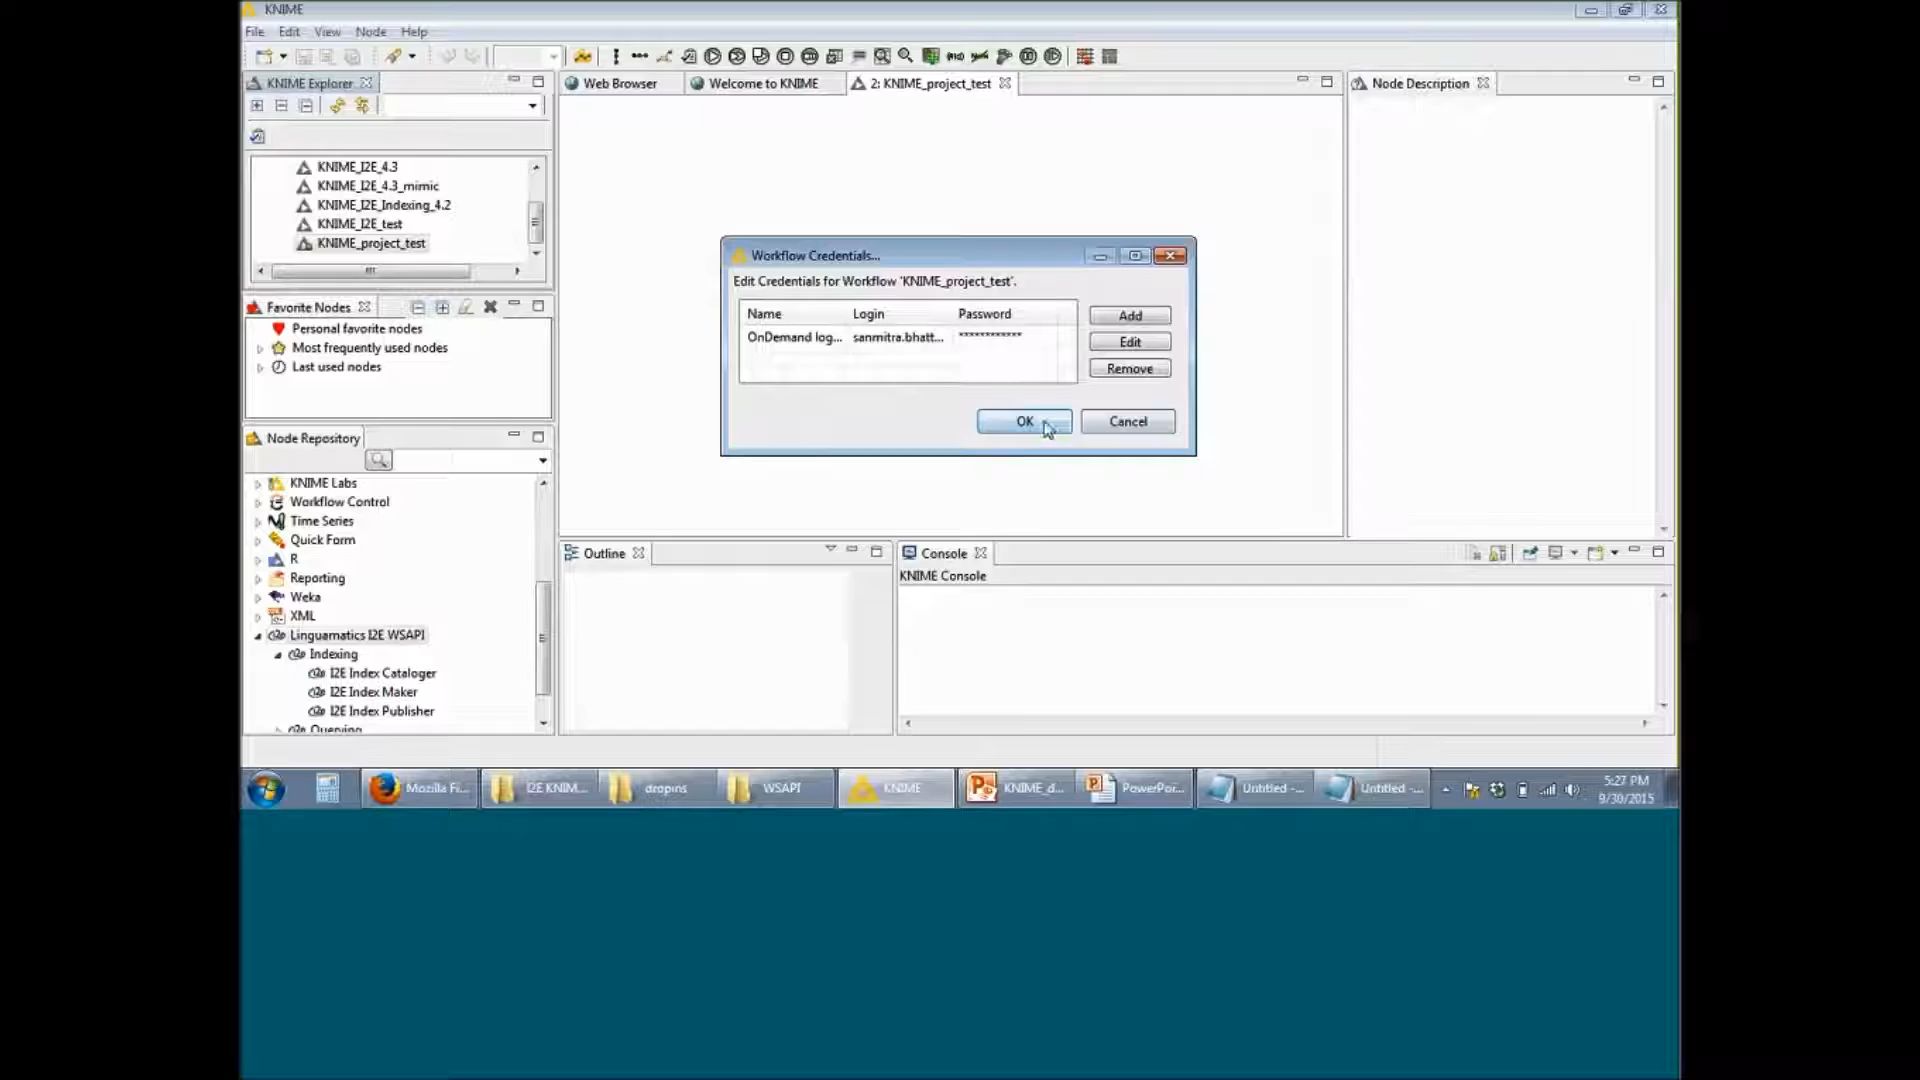 KNIME
File Edit View Node Help
KNIME Explorer
Web Browser
Welcome to KNIME
2: KNIME_project_test
Node Description
KNIME_I2E_4.3
KNIME_I2E_4.3_mimic
KNIME_I2E_Indexing_4.2
KNIME_I2E_test
KNIME_project_test
Workflow Credentials...
Edit Credentials for Workflow 'KNIME_project_test'.
Name Login Password
OnDemand log... sanmitra.bhatt... ************
Add
Edit
Remove
OK
Cancel
Favorite Nodes
Personal favorite nodes
Most frequently used nodes
Last used nodes
Node Repository
KNIME Labs
Workflow Control
Time Series
Quick Form
R
Reporting
Weka
XML
Linguamatics I2E WSAPI
Indexing
I2E Index Cataloger
I2E Index Maker
I2E Index Publisher
Querying
Outline
Console
KNIME Console
Mozilla Fi...
I2E KNIM...
dropins
WSAPI
KNIME
KNIME_d...
PowerPoi...
Untitled -...
Untitled -...
5:27 PM
9/30/2015